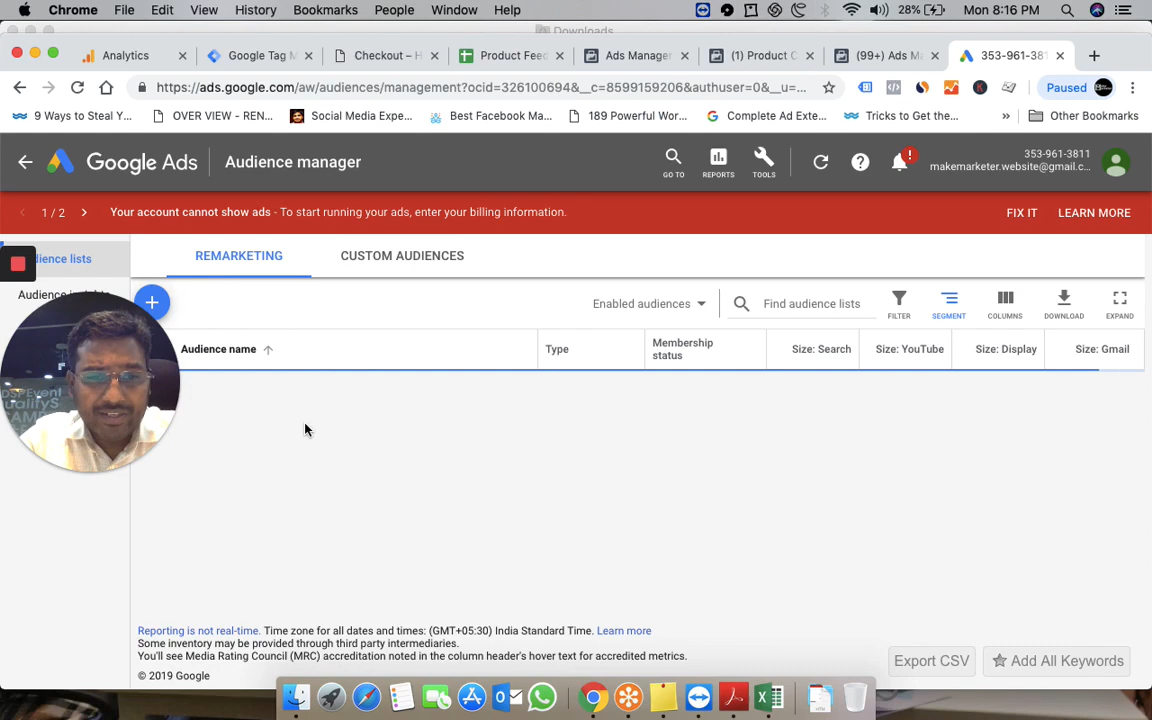 Chrome File Edit View History Bookmarks People Window Help 28% Mon 8:16 PM
Downloads
Analytics Google Tag M Checkout – H Product Feed Ads Manager (1) Product C (99+) Ads Ma 353-961-381
https://ads.google.com/aw/audiences/management?ocid=326100694&__c=8599159206&authuser=0&__u=... Paused
9 Ways to Steal Y... OVER VIEW - REN... Social Media Expe... Best Facebook Ma... 189 Powerful Wor... Complete Ad Exte... Tricks to Get the... » Other Bookmarks
Google Ads Audience manager GO TO REPORTS TOOLS
353-961-3811
makemarketer.website@gmail.c...
1 / 2 Your account cannot show ads - To start running your ads, enter your billing information. FIX IT LEARN MORE
dience lists REMARKETING CUSTOM AUDIENCES
Audience
Enabled audiences Find audience lists FILTER SEGMENT COLUMNS DOWNLOAD EXPAND
Audience name Type Membership status Size: Search Size: YouTube Size: Display Size: Gmail
Reporting is not real-time. Time zone for all dates and times: (GMT+05:30) India Standard Time. Learn more
Some inventory may be provided through third party intermediaries.
You'll see Media Rating Council (MRC) accreditation noted in the column header's hover text for accredited metrics.
© 2019 Google
Export CSV Add All Keywords